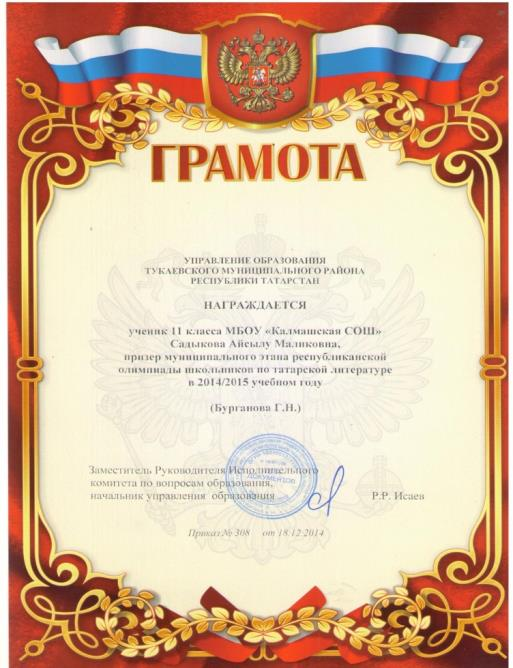 ГРАМОТА
УПРАВЛЕНИЕ ОБРАЗОВАНИЯ
ТУКАЕВСКОГО МУНИЦИПАЛЬНОГО РАЙОНА
РЕСПУБЛИКИ ТАТАРСТАН
НАГРАЖДАЕТСЯ
ученик 11 класса МБОУ «Калмашская СОШ»
Садыкова Айсылу Маликовна,
призер муниципального этапа республиканской
олимпиады школьников по татарской литературе
в 2014/2015 учебном году
(Бурганова Г.Н.)
Заместитель Руководителя Исполнительного
комитета по вопросам образования,
начальник управления образования
Р.Р. Исаев
ДОКУМЕНТОВ
Приказ № 308 от 18.12.2014